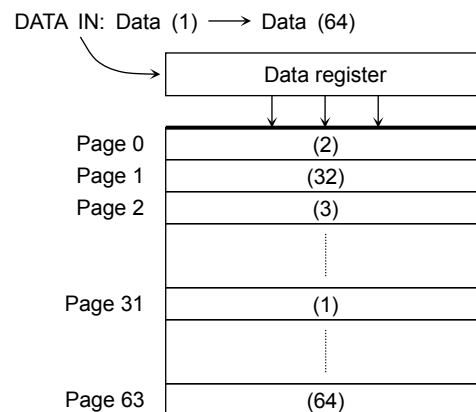 DATA IN: Data (1) → Data (64)
Data register
Page 0 (2)
Page 1 (32)
Page 2 (3)
Page 31 (1)
Page 63 (64)